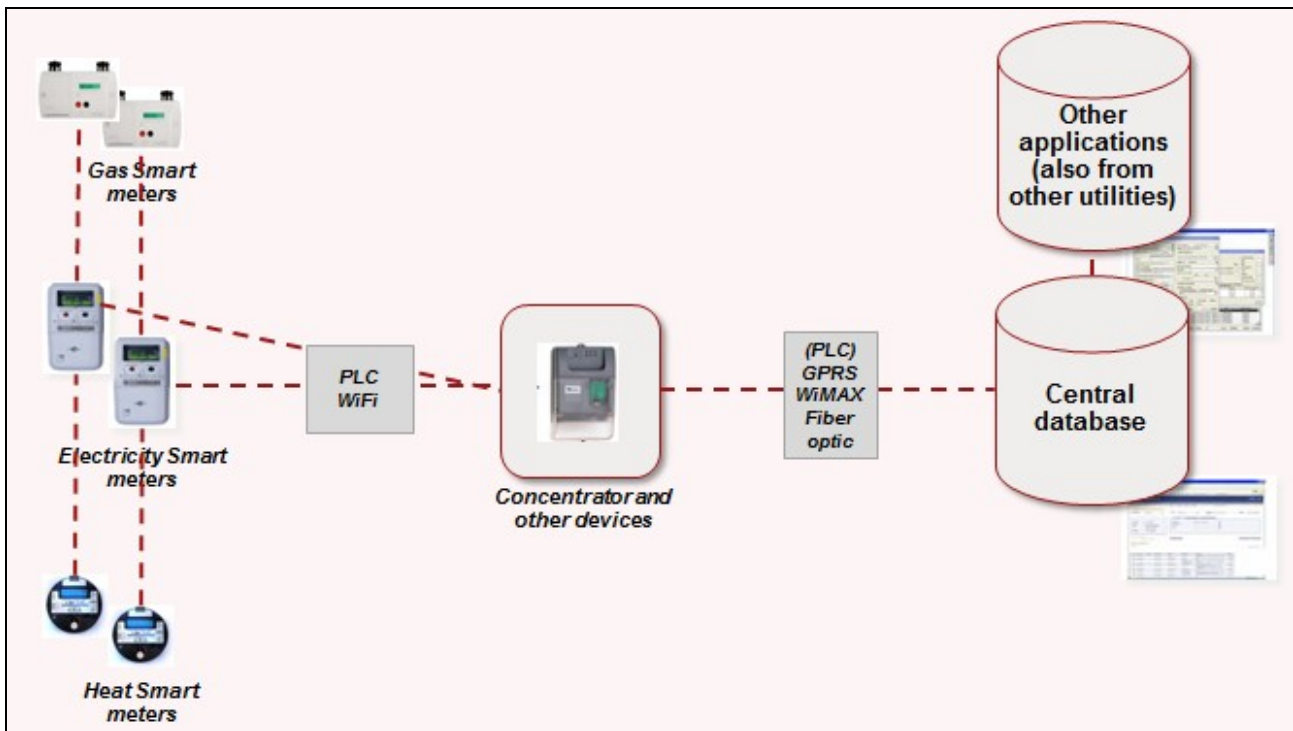 Gas Smart
meters
Electricity Smart
meters
Heat Smart
meters
PLC
WiFi
Concentrator and
other devices
(PLC)
GPRS
WiMAX
Fiber
optic
Other
applications
(also from
other utilities)
Central
database